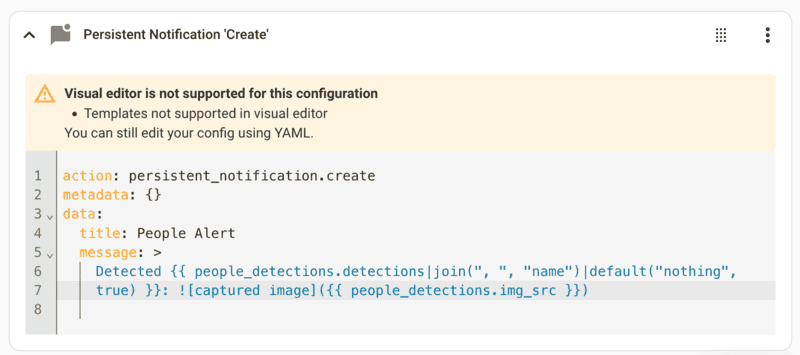 Persistent Notification 'Create'
Visual editor is not supported for this configuration
• Templates not supported in visual editor
You can still edit your config using YAML.
1 action: persistent_notification.create
2 metadata: {}
3 data:
4   title: People Alert
5   message: >
6     Detected {{ people_detections.detections|join(", ", "name")|default("nothing",
7     true) }}: ![captured image]({{ people_detections.img_src }})
8